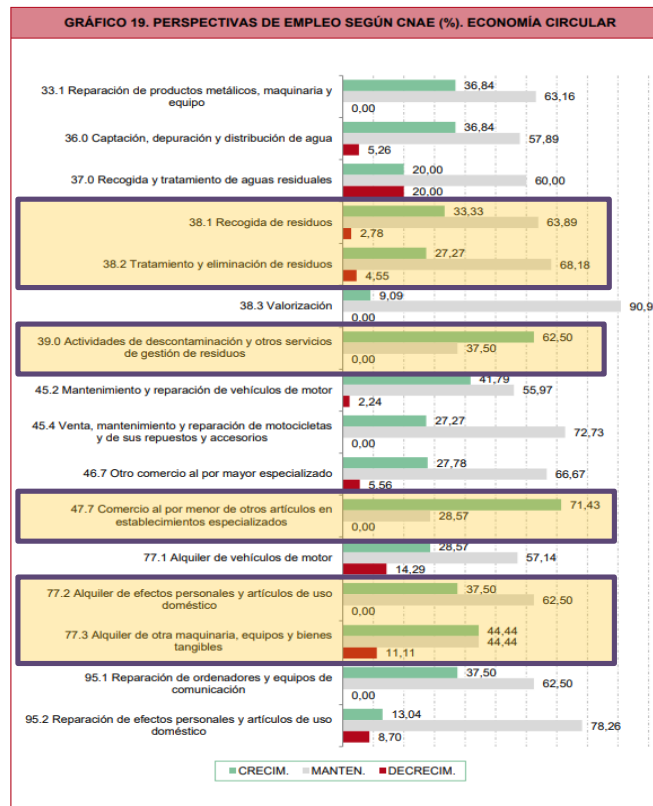 GRÁFICO 19. PERSPECTIVAS DE EMPLEO SEGÚN CNAE (%). ECONOMÍA CIRCULAR
33.1 Reparación de productos metálicos, maquinaria y
equipo
36,84
63,16
0,00
36.0 Captación, depuración y distribución de agua
36,84
57,89
5,26
37.0 Recogida y tratamiento de aguas residuales
20,00
60,00
20,00
38.1 Recogida de residuos
33,33
63,89
2,78
38.2 Tratamiento y eliminación de residuos
27,27
68,18
4,55
38.3 Valorización
9,09
90,9
0,00
39.0 Actividades de descontaminación y otros servicios
de gestión de residuos
62,50
37,50
0,00
45.2 Mantenimiento y reparación de vehículos de motor
41,79
55,97
2,24
45.4 Venta, mantenimiento y reparación de motocicletas
y de sus repuestos y accesorios
27,27
72,73
0,00
46.7 Otro comercio al por mayor especializado
27,78
66,67
5,56
47.7 Comercio al por menor de otros artículos en
establecimientos especializados
71,43
28,57
0,00
77.1 Alquiler de vehículos de motor
28,57
57,14
14,29
77.2 Alquiler de efectos personales y artículos de uso
doméstico
37,50
62,50
0,00
77.3 Alquiler de otra maquinaria, equipos y bienes
tangibles
44,44
44,44
11,11
95.1 Reparación de ordenadores y equipos de
comunicación
37,50
62,50
0,00
95.2 Reparación de efectos personales y artículos de uso
doméstico
13,04
78,26
8,70
CRECIM. MANTEN. DECRECIM.